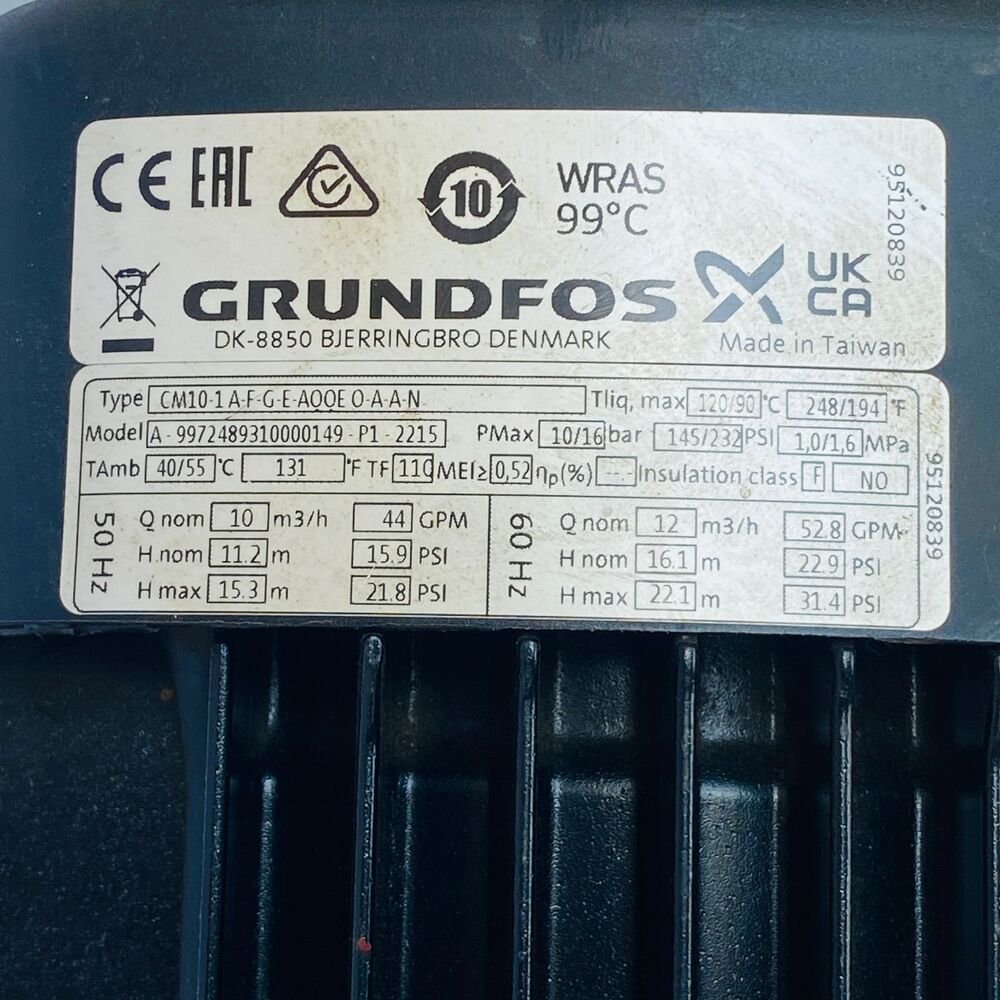 CE EAC 10 WRAS
99°C
95120839
GRUNDFOS UK CA
DK-8850 BJERRINGBRO DENMARK
Made in Taiwan
Type CM10-1 A-F-G-E-AQQE O-A-A-N Tliq, max 120/90 °C 248/194 °F
Model A - 9972489310000149 - P1 - 2215 PMax 10/16 bar 145/232 PSI 1,0/1,6 MPa
TAmb 40/55 °C 131 °F TF 110 MEI≥ 0,52 ηp(%) --- Insulation class F NO
95120839
50 Hz
Q nom 10 m3/h 44 GPM
H nom 11.2 m 15.9 PSI
H max 15.3 m 21.8 PSI
60 Hz
Q nom 12 m3/h 52.8 GPM
H nom 16.1 m 22.9 PSI
H max 22.1 m 31.4 PSI